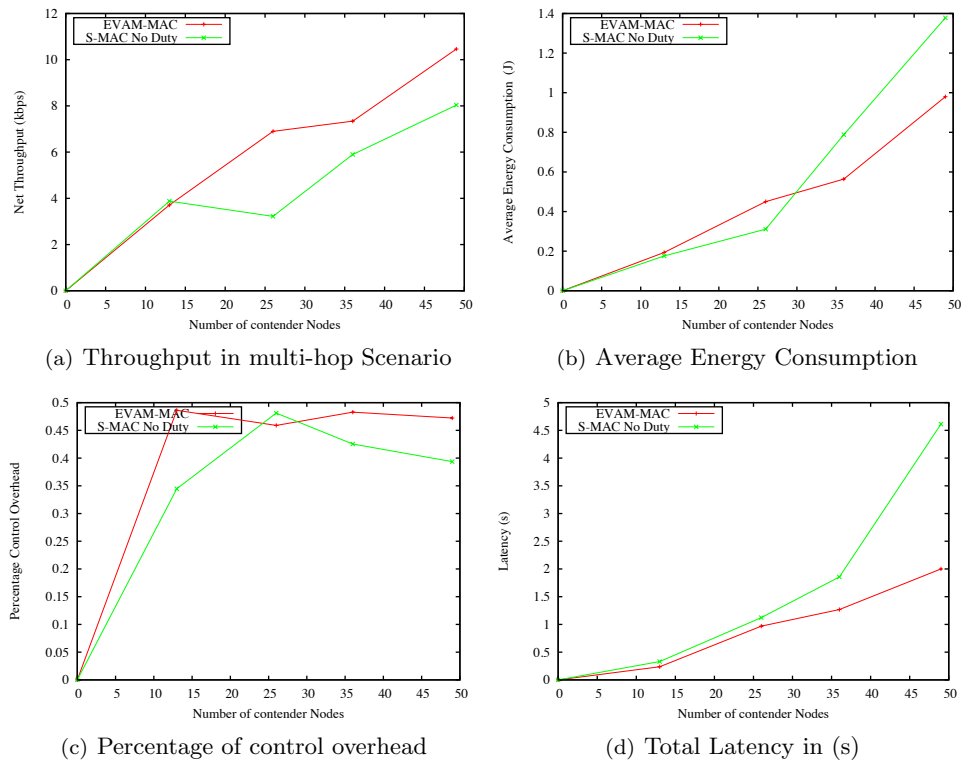 EVAM-MAC
S-MAC No Duty
Net Throughput (kbps)
12
10
8
6
4
2
0
0 5 10 15 20 25 30 35 40 45 50
Number of contender Nodes
(a) Throughput in multi-hop Scenario
EVAM-MAC
S-MAC No Duty
Average Energy Consumption (J)
1.4
1.2
1
0.8
0.6
0.4
0.2
0
0 5 10 15 20 25 30 35 40 45 50
Number of contender Nodes
(b) Average Energy Consumption
EVAM-MAC
S-MAC No Duty
Percentage Control Overhead
0.5
0.45
0.4
0.35
0.3
0.25
0.2
0.15
0.1
0.05
0
0 5 10 15 20 25 30 35 40 45 50
Number of contender Nodes
(c) Percentage of control overhead
EVAM-MAC
S-MAC No Duty
Latency (s)
5
4.5
4
3.5
3
2.5
2
1.5
1
0.5
0
0 5 10 15 20 25 30 35 40 45 50
Number of contender Nodes
(d) Total Latency in (s)